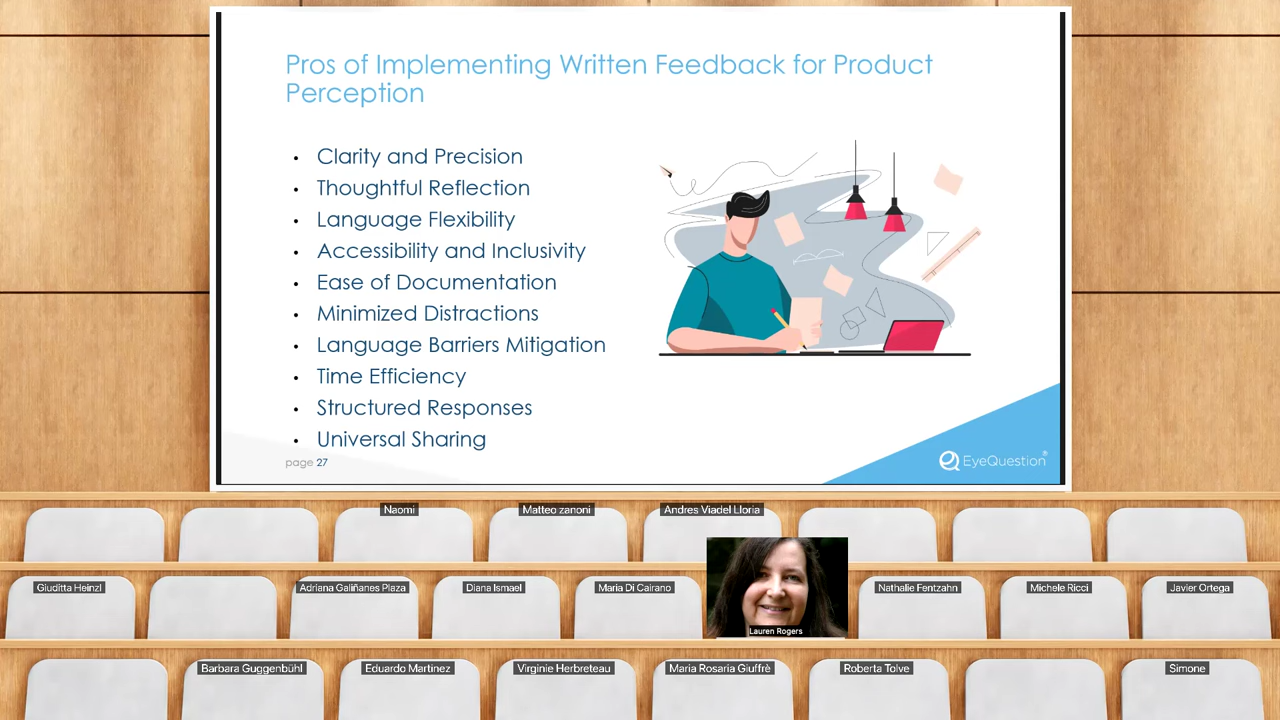 Pros of Implementing Written Feedback for Product
Perception
• Clarity and Precision
• Thoughtful Reflection
• Language Flexibility
• Accessibility and Inclusivity
• Ease of Documentation
• Minimized Distractions
• Language Barriers Mitigation
• Time Efficiency
• Structured Responses
• Universal Sharing
page 27
EyeQuestion®
Naomi
Matteo zanoni
Andres Viadel Lloria
Giuditta Heinzl
Adriana Galiñanes Plaza
Diana Ismael
Maria Di Cairano
Lauren Rogers
Nathalie Fentzahn
Michele Ricci
Javier Ortega
Barbara Guggenbühl
Eduardo Martinez
Virginie Herbreteau
Maria Rosaria Giuffrè
Roberta Tolve
Simone